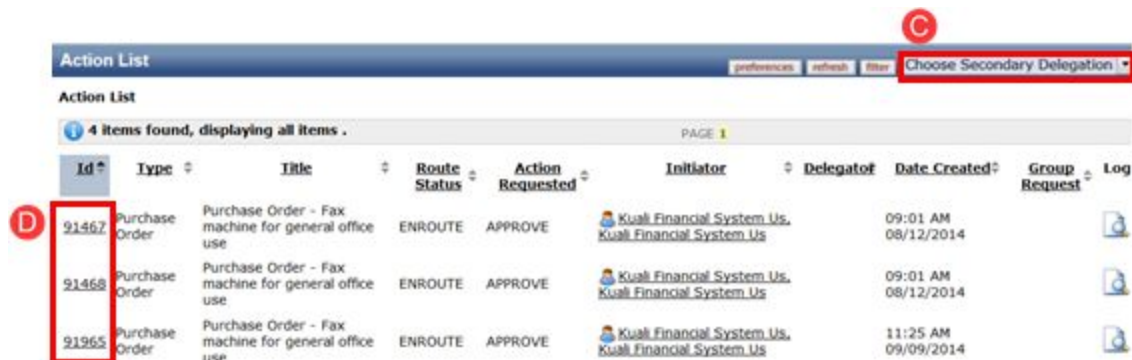 C
Action List
preferences refresh filter Choose Secondary Delegation
Action List
4 items found, displaying all items .
PAGE 1
Id Type Title Route Status Action Requested Initiator Delegator Date Created Group Request Log
D
91467 Purchase Order Purchase Order - Fax machine for general office use ENROUTE APPROVE Kuali Financial System Us, Kuali Financial System Us 09:01 AM 08/12/2014
91468 Purchase Order Purchase Order - Fax machine for general office use ENROUTE APPROVE Kuali Financial System Us, Kuali Financial System Us 09:01 AM 08/12/2014
91965 Purchase Order Purchase Order - Fax machine for general office use ENROUTE APPROVE Kuali Financial System Us, Kuali Financial System Us 11:25 AM 09/09/2014